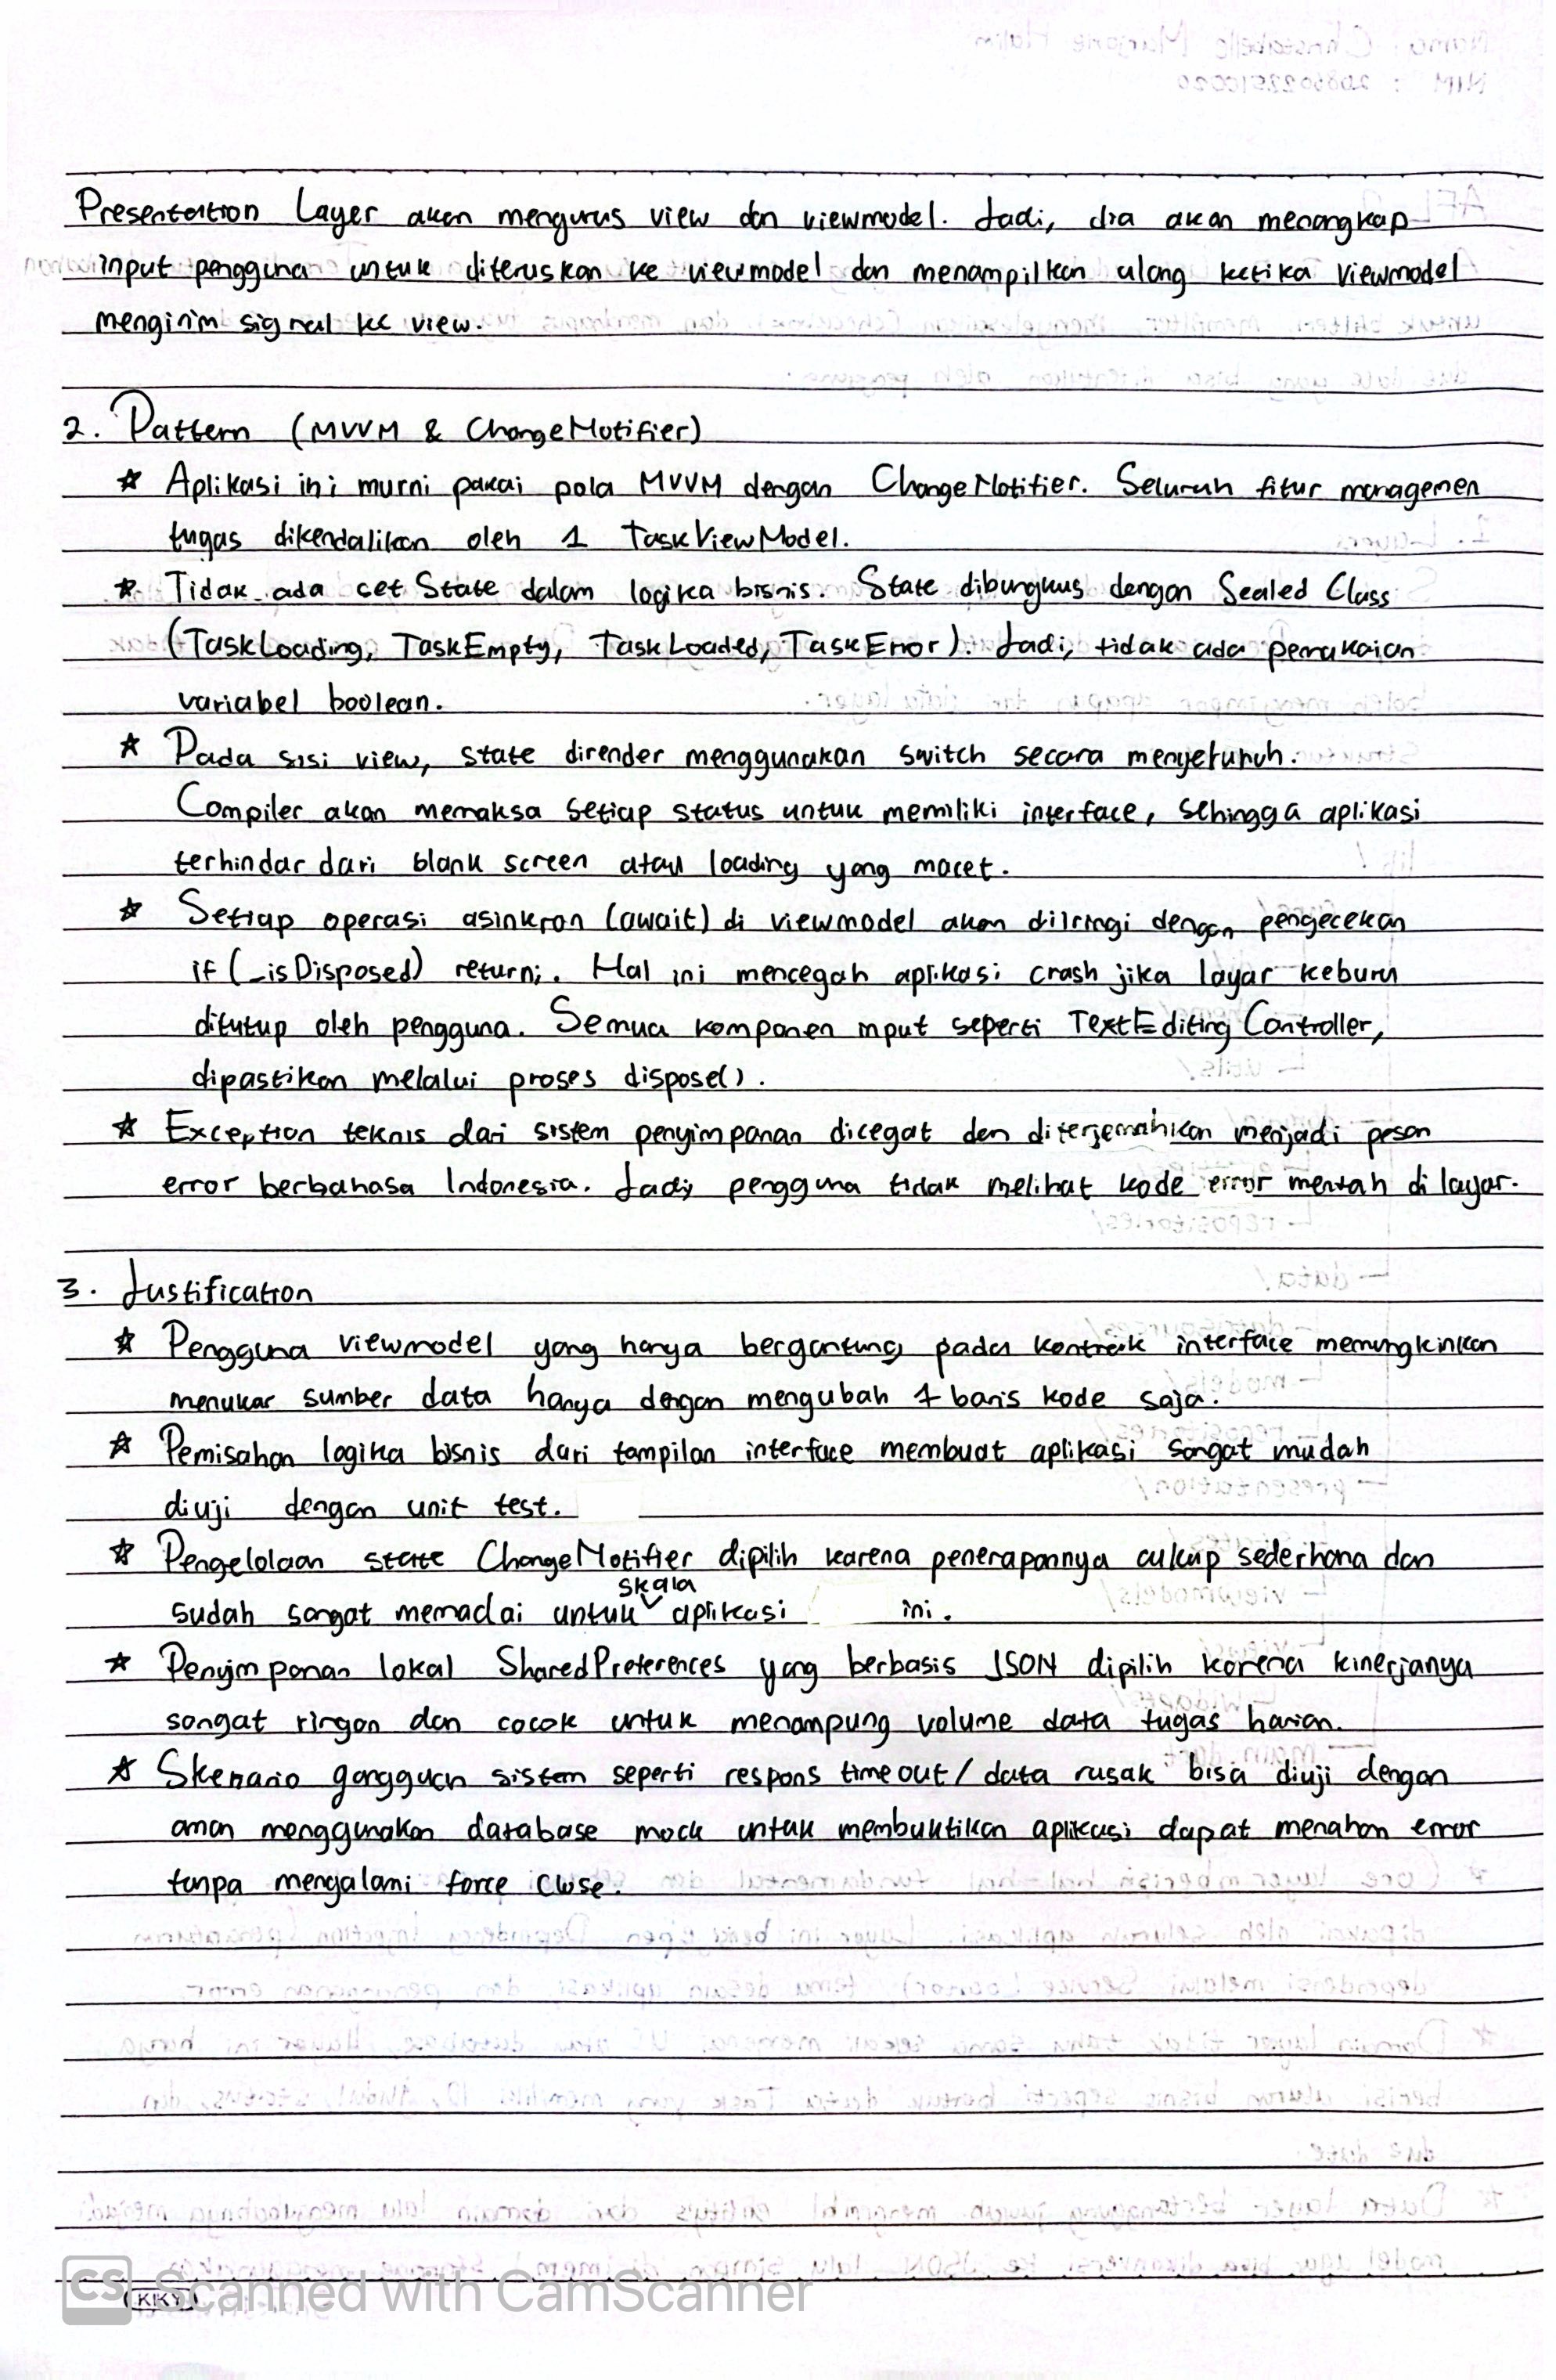 Presentation Layer akan mengurus view dan viewmodel. Jadi, dia akan menangkap
input pengguna untuk diteruskan ke viewmodel dan menampilkan ulang ketika viewmodel
mengirim signal ke view.
2. Pattern (MVVM & ChangeNotifier)
☆ Aplikasi ini murni pakai pola MVVM dengan ChangeNotifier. Seluruh fitur managemen
tugas dikendalikan oleh 1 TaskViewModel.
☆ Tidak ada set State dalam logika bisnis. State dibungkus dengan Sealed Class
(TaskLoading, TaskEmpty, TaskLoaded, TaskError). Jadi, tidak ada pemakaian
variabel boolean.
☆ Pada sisi view, state dirender menggunakan switch secara menyeluruh.
Compiler akan memaksa setiap status untuk memiliki interface, sehingga aplikasi
terhindar dari blank screen atau loading yang macet.
☆ Setiap operasi asinkron (await) di viewmodel akan diiringi dengan pengecekan
if (_isDisposed) return;. Hal ini mencegah aplikasi crash jika layar keburu
ditutup oleh pengguna. Semua komponen input seperti TextEditing Controller,
dipastikan melalui proses dispose().
☆ Exception teknis dari sistem penyimpanan dicegat dan diterjemahkan menjadi pesan
error berbahasa Indonesia. Jadi, pengguna tidak melihat kode error mentah di layar.
3. Justification
☆ Pengguna viewmodel yang hanya bergantung pada kontrak interface memungkinkan
menukar sumber data hanya dengan mengubah 1 baris kode saja.
☆ Pemisahan logika bisnis dari tampilan interface membuat aplikasi sangat mudah
diuji dengan unit test.
☆ Pengelolaan state ChangeNotifier dipilih karena penerapannya cukup sederhana dan
sudah sangat memadai untuk skala aplikasi ini.
☆ Penyimpanan lokal SharedPreferences yang berbasis JSON dipilih karena kinerjanya
sangat ringan dan cocok untuk menampung volume data tugas harian.
☆ Skenario gangguan sistem seperti respons timeout/data rusak bisa diuji dengan
aman menggunakan database mock untuk membuktikan aplikasi dapat menahan error
tanpa mengalami force close.
CS Scanned with CamScanner
KIKY